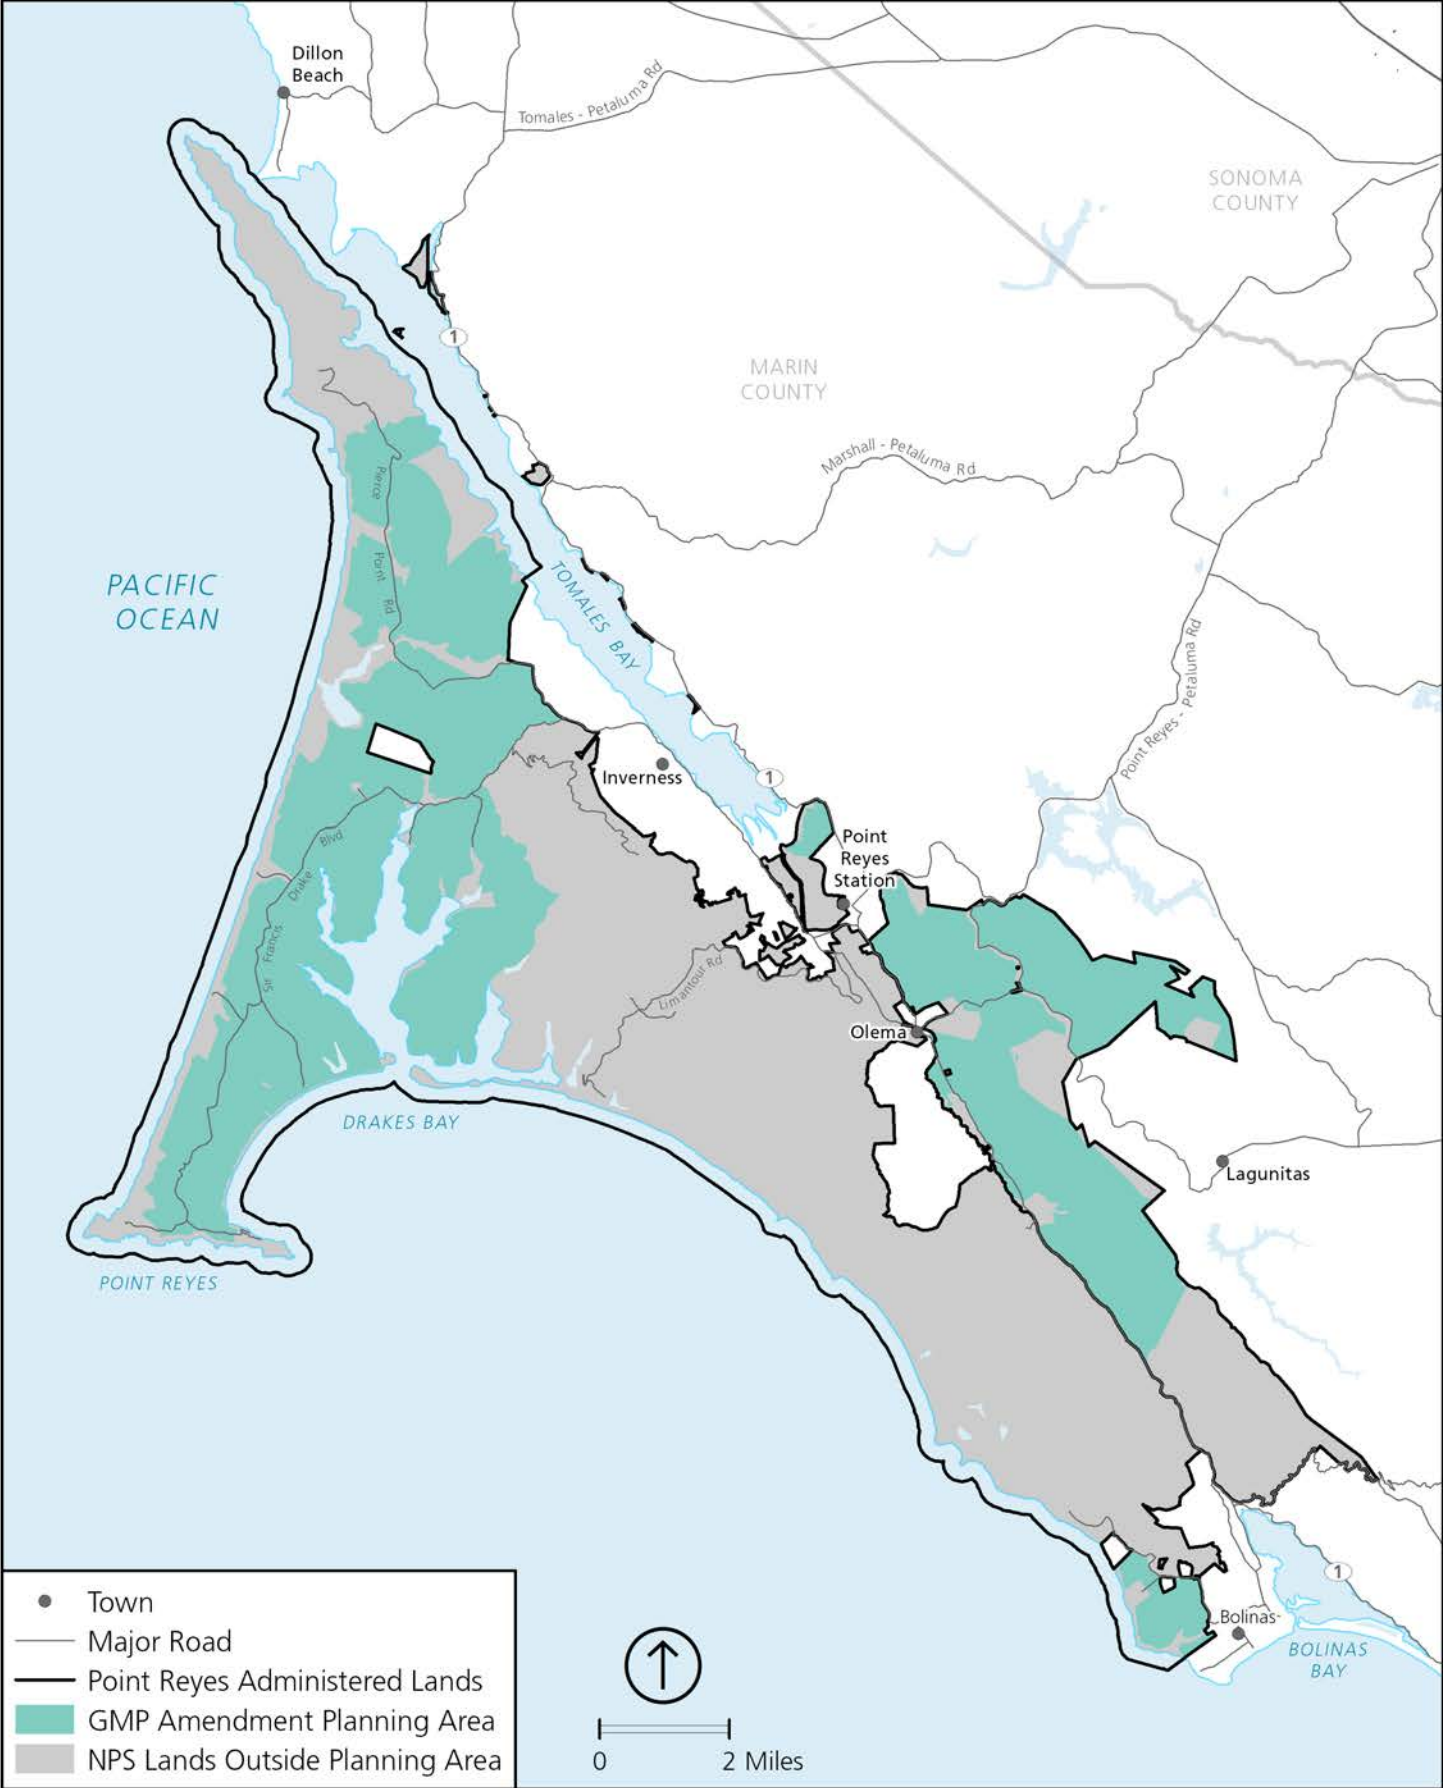 Dillon
Beach
Tomales - Petaluma Rd
SONOMA
COUNTY
1
MARIN
COUNTY
Marshall - Petaluma Rd
Pierce
Point
Rd
PACIFIC
OCEAN
TOMALES BAY
Point Reyes - Petaluma Rd
Inverness
1
Point
Reyes
Station
Sir Francis Drake Blvd
Limantour Rd
Olema
DRAKES BAY
Lagunitas
POINT REYES
1
Bolinas
BOLINAS
BAY
Town
Major Road
Point Reyes Administered Lands
GMP Amendment Planning Area
NPS Lands Outside Planning Area
0 2 Miles